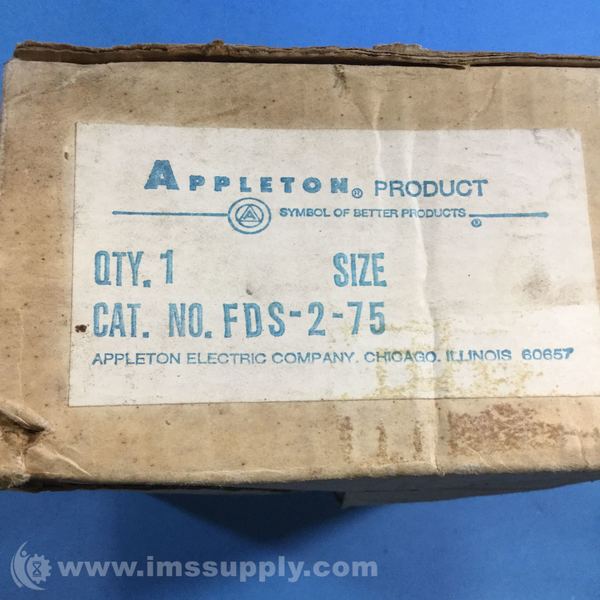 APPLETON® PRODUCT
SYMBOL OF BETTER PRODUCTS ®
QTY. 1 SIZE
CAT. NO. FDS-2-75
APPLETON ELECTRIC COMPANY. CHICAGO. ILLINOIS 60657
www.imssupply.com